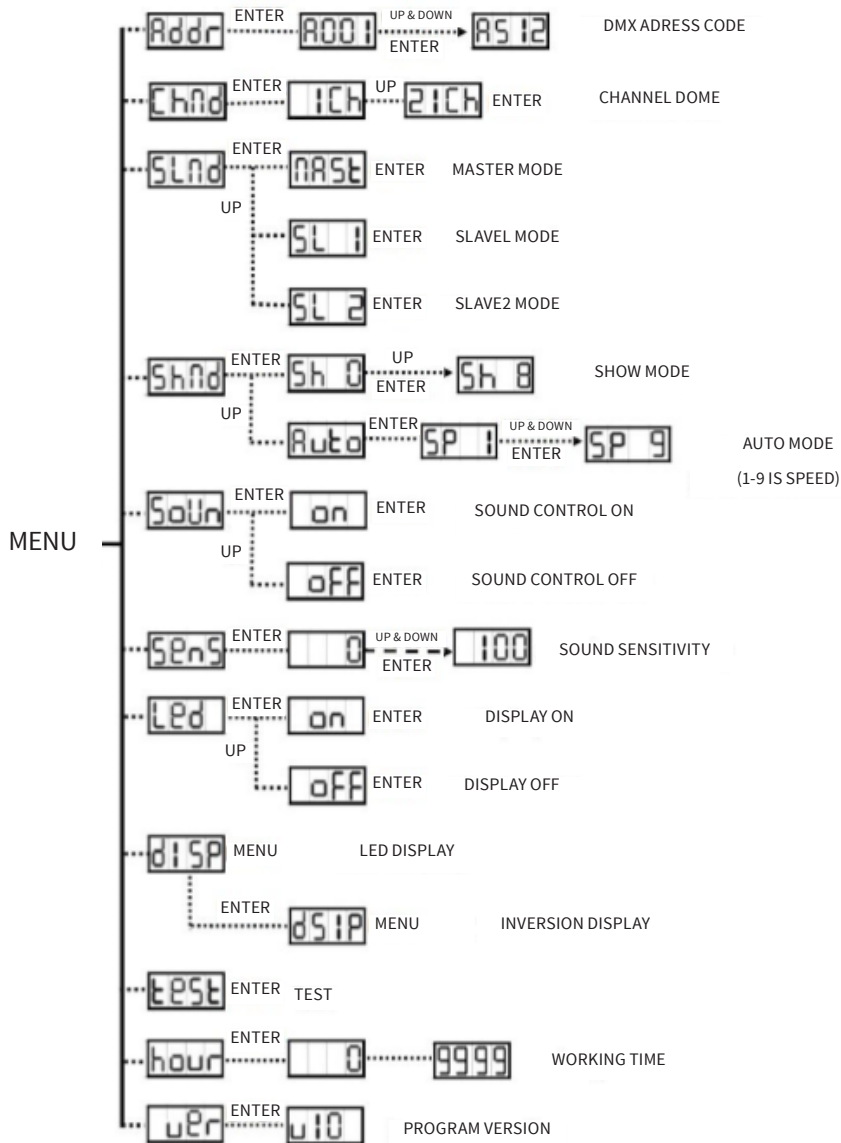 Addr ENTER A001 UP & DOWN ENTER A512 DMX ADRESS CODE
ChMd ENTER 1Ch UP 21Ch ENTER CHANNEL DOME
SLMd ENTER MASt ENTER MASTER MODE
UP SL 1 ENTER SLAVEL MODE
SL 2 ENTER SLAVE2 MODE
ShMd ENTER Sh 0 UP ENTER Sh 8 SHOW MODE
UP Auto ENTER SP 1 UP & DOWN ENTER SP 9 AUTO MODE
(1-9 IS SPEED)
SoUn ENTER on ENTER SOUND CONTROL ON
MENU
UP oFF ENTER SOUND CONTROL OFF
SenS ENTER 0 UP & DOWN ENTER 100 SOUND SENSITIVITY
Led ENTER on ENTER DISPLAY ON
UP oFF ENTER DISPLAY OFF
dISP MENU LED DISPLAY
ENTER dSIP MENU INVERSION DISPLAY
test ENTER TEST
hour ENTER 0 9999 WORKING TIME
uer ENTER u10 PROGRAM VERSION